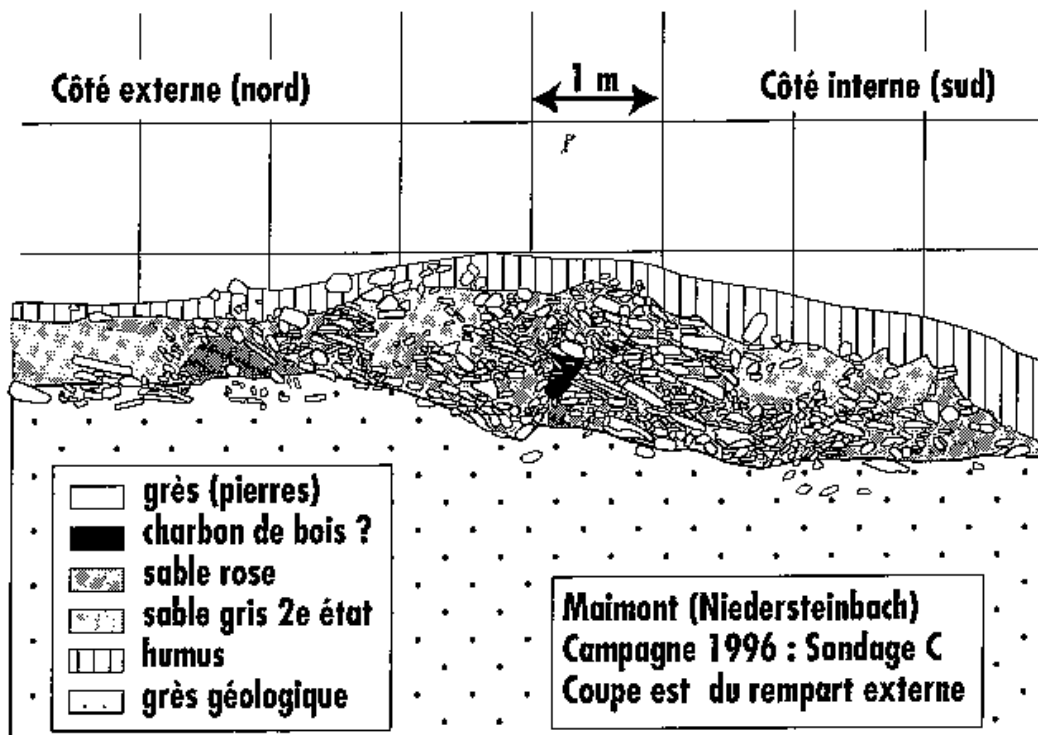 Côté externe (nord)
1 m
Côté interne (sud)
grès (pierres)
charbon de bois ?
sable rose
sable gris 2e état
humus
grès géologique
Maimont (Niedersteinbach)
Campagne 1996 : Sondage C
Coupe est du rempart externe